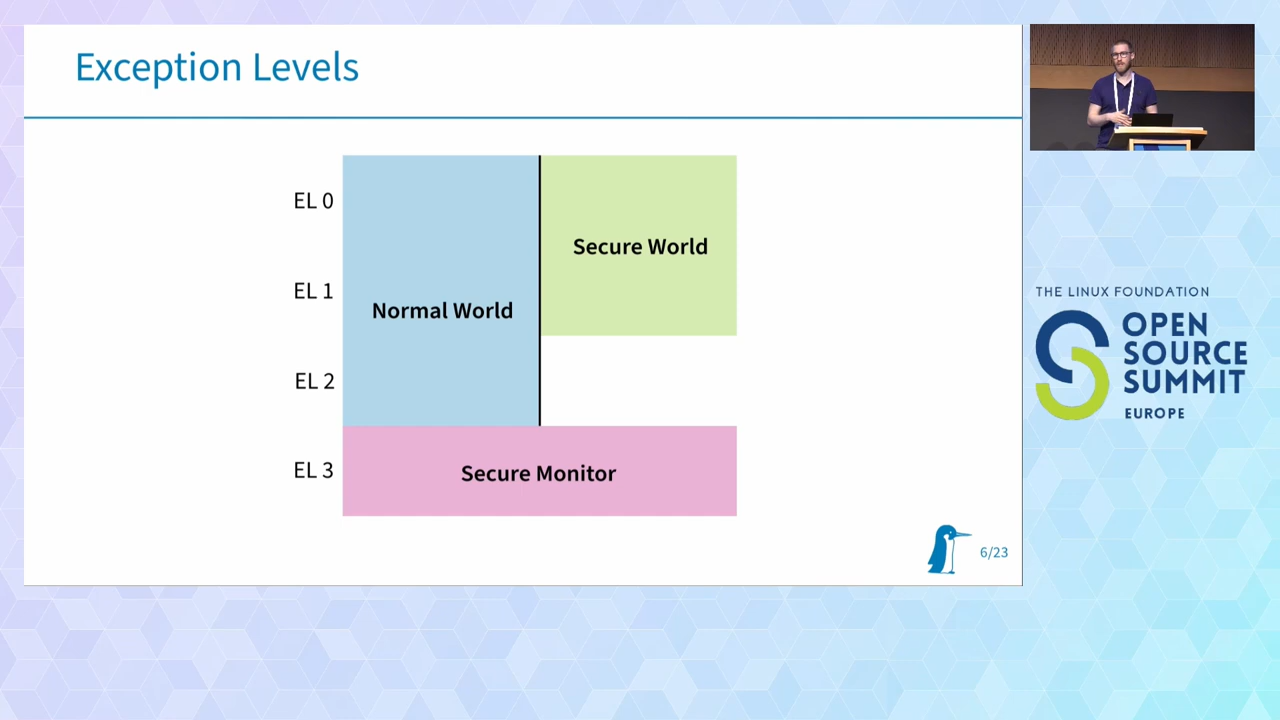 Exception Levels
EL 0
Secure World
EL 1
Normal World
EL 2
EL 3
Secure Monitor
6/23
THE LINUX FOUNDATION
OPEN
SOURCE
SUMMIT
EUROPE